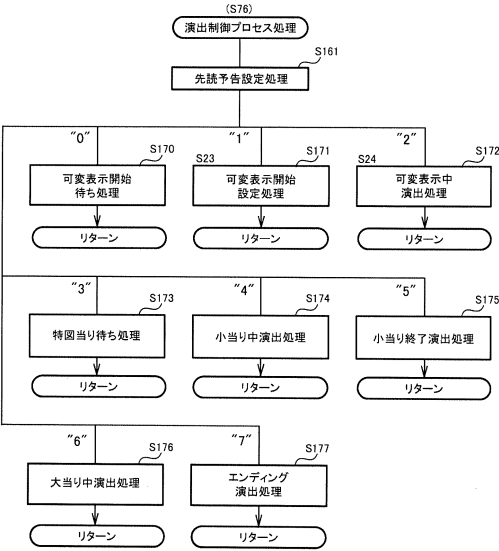 (S76)
演出制御プロセス処理
S161
先読予告設定処理
"0"
"1"
"2"
S170
可変表示開始
待ち処理
リターン
S23
S171
可変表示開始
設定処理
リターン
S24
S172
可変表示中
演出処理
リターン
"3"
"4"
"5"
S173
特図当り待ち処理
リターン
S174
小当り中演出処理
リターン
S175
小当り終了演出処理
リターン
"6"
"7"
S176
大当り中演出処理
リターン
S177
エンディング
演出処理
リターン